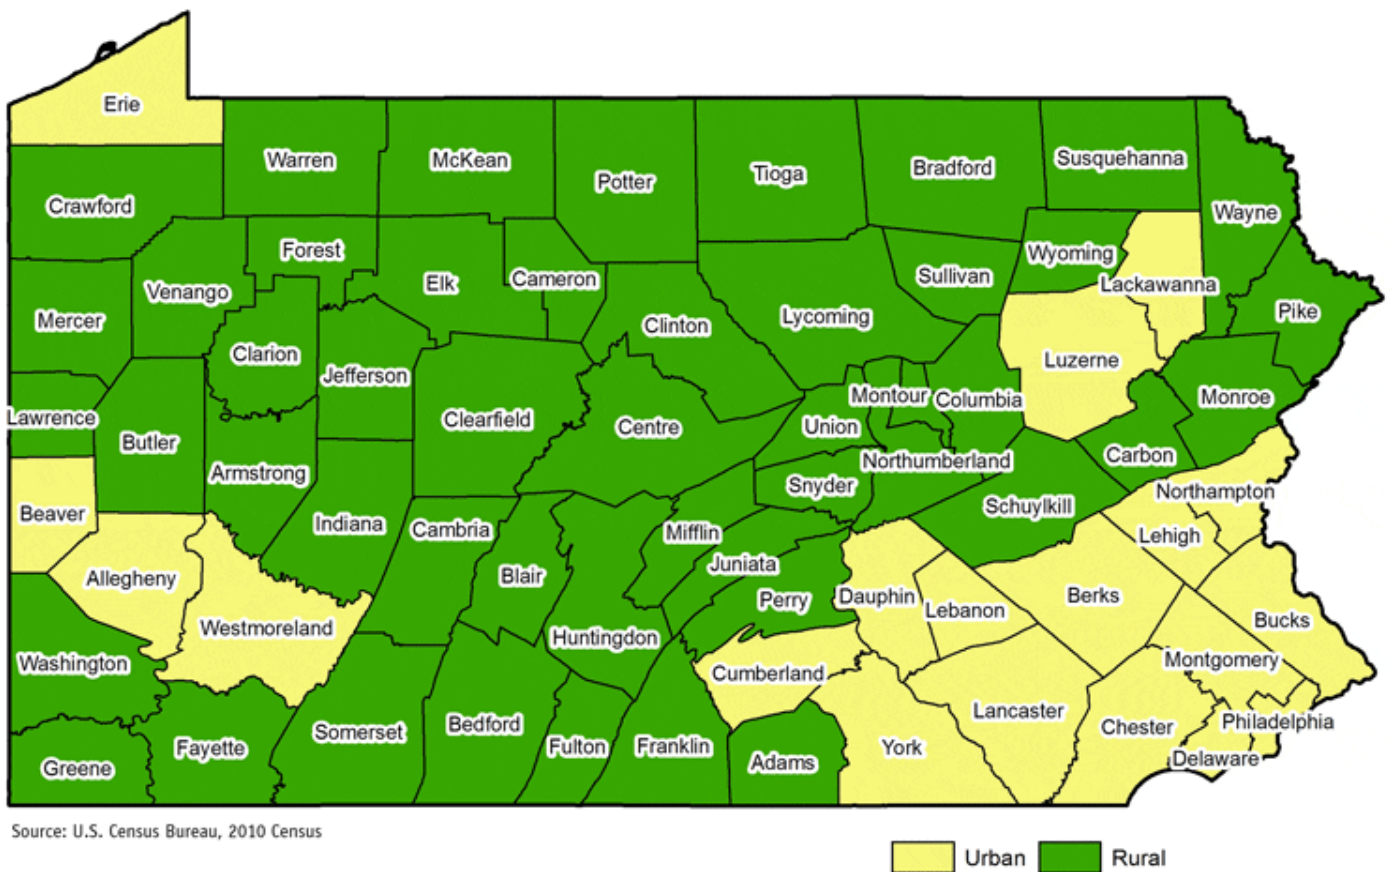 Erie
Warren
McKean
Potter
Tioga
Bradford
Susquehanna
Crawford
Wayne
Forest
Wyoming
Venango
Elk
Cameron
Sullivan
Lackawanna
Mercer
Clinton
Lycoming
Pike
Clarion
Jefferson
Luzerne
Lawrence
Butler
Clearfield
Centre
Union
Montour
Columbia
Monroe
Armstrong
Northumberland
Carbon
Beaver
Indiana
Cambria
Snyder
Schuylkill
Northampton
Mifflin
Lehigh
Allegheny
Blair
Juniata
Westmoreland
Huntingdon
Perry
Dauphin
Lebanon
Berks
Bucks
Washington
Cumberland
Montgomery
Greene
Fayette
Somerset
Bedford
Fulton
Franklin
Adams
York
Lancaster
Chester
Philadelphia
Delaware
Source: U.S. Census Bureau, 2010 Census
Urban
Rural